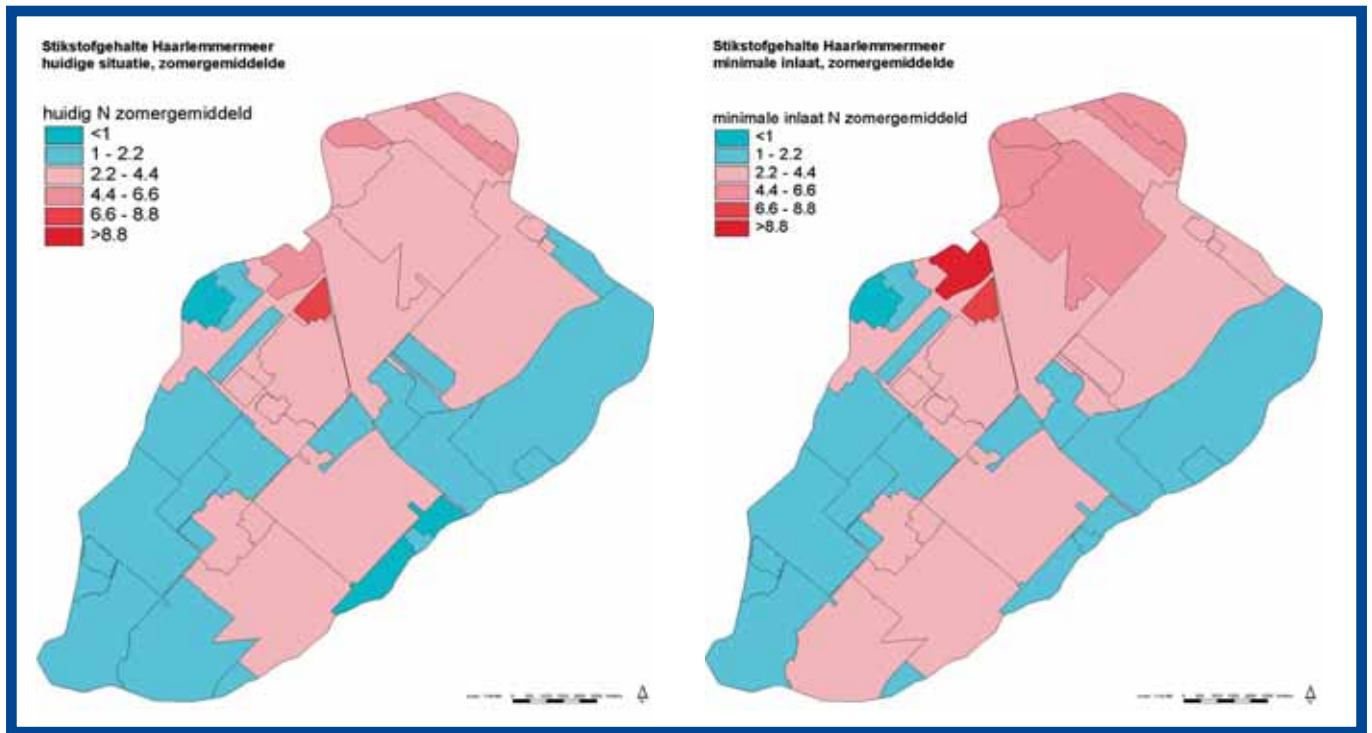 Stikstofgehalte Haarlemmermeer
huidige situatie, zomergemiddelde
huidig N zomergemiddeld
<1
1 - 2.2
2.2 - 4.4
4.4 - 6.6
6.6 - 8.8
>8.8
Stikstofgehalte Haarlemmermeer
minimale inlaat, zomergemiddelde
minimale inlaat N zomergemiddeld
<1
1 - 2.2
2.2 - 4.4
4.4 - 6.6
6.6 - 8.8
>8.8